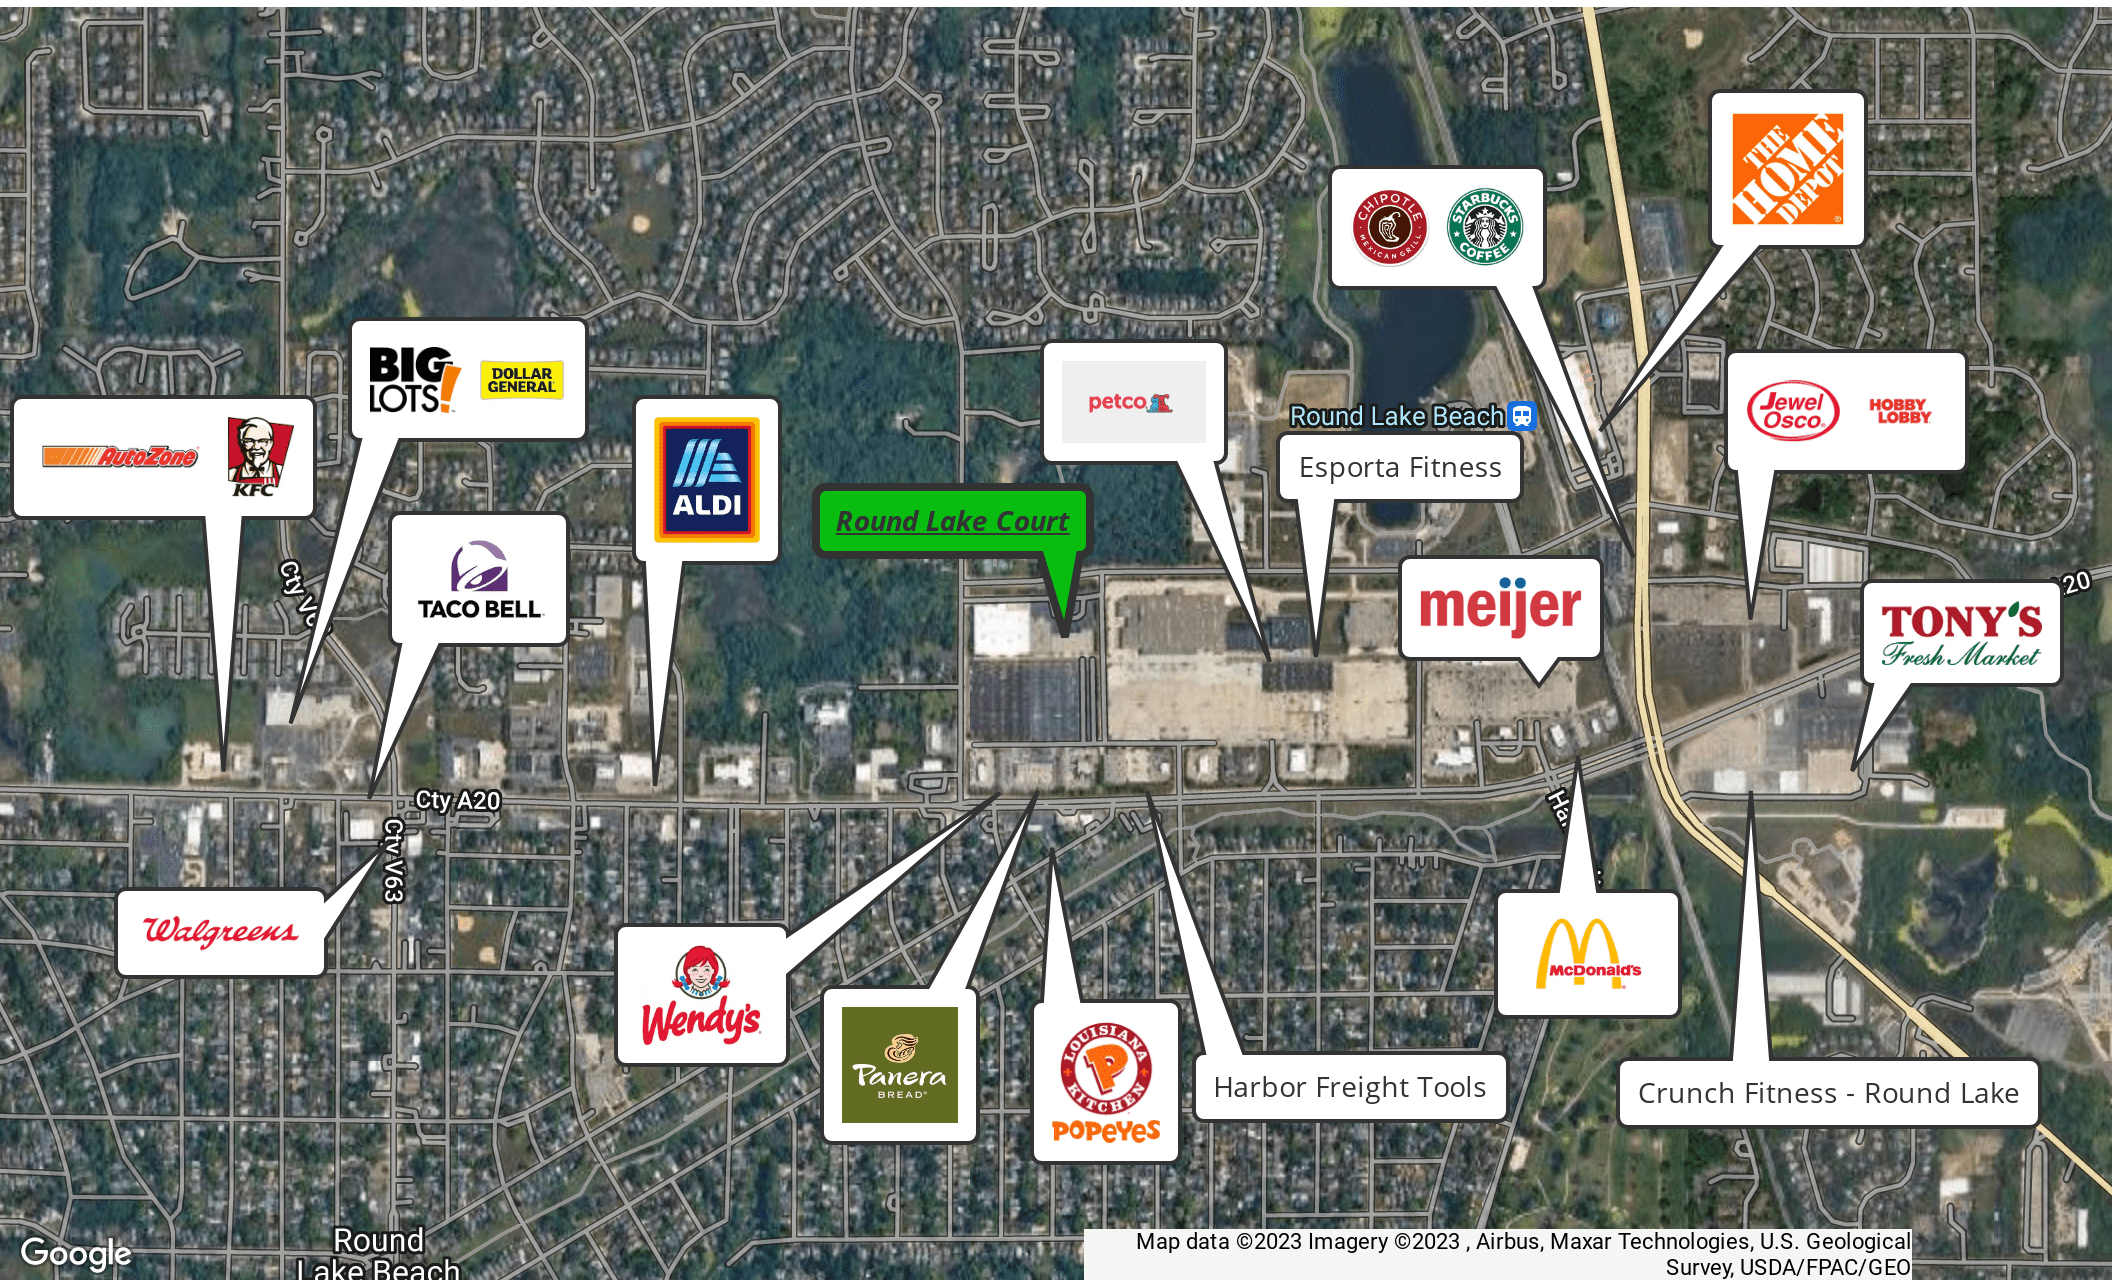 THE
HOME
DEPOT
CHIPOTLE
MEXICAN GRILL
STARBUCKS
COFFEE
BIG
LOTS!
DOLLAR
GENERAL
petco
Jewel
Osco
HOBBY
LOBBY
Round Lake Beach
AutoZone
KFC
ALDI
Esporta Fitness
Round Lake Court
TACO BELL
meijer
TONY'S
Fresh Market
Cty A20
Cty V63
Walgreens
Wendy's
Panera
BREAD
LOUISIANA
KITCHEN
POPEYES
McDonald's
Harbor Freight Tools
Crunch Fitness - Round Lake
Round
Lake Beach
Google
Map data ©2023 Imagery ©2023 , Airbus, Maxar Technologies, U.S. Geological
Survey, USDA/FPAC/GEO